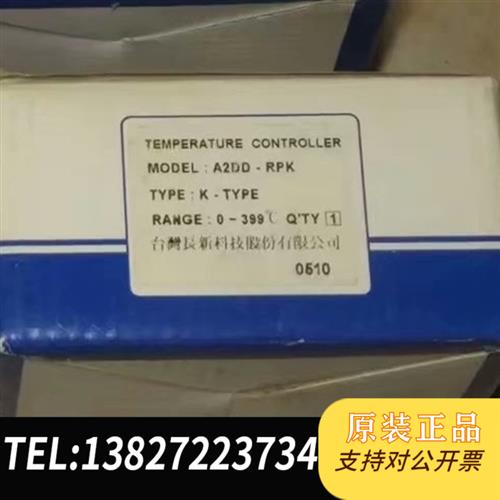 TEMPERATURE CONTROLLER
MODEL : A2DD - RPK
TYPE : K - TYPE
RANGE : 0 - 399℃ Q'TY 1
台灣長新科技股份有限公司
0510
TEL:13827223734
原装正品
支持对公开票